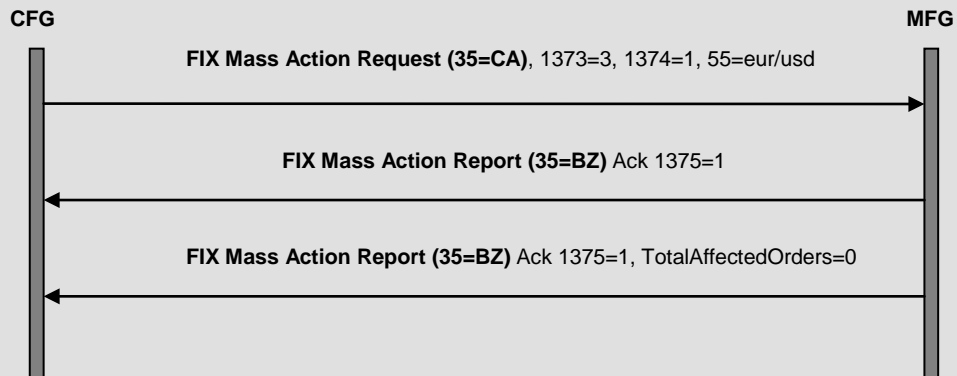 CFG
MFG
FIX Mass Action Request (35=CA), 1373=3, 1374=1, 55=eur/usd
FIX Mass Action Report (35=BZ) Ack 1375=1
FIX Mass Action Report (35=BZ) Ack 1375=1, TotalAffectedOrders=0